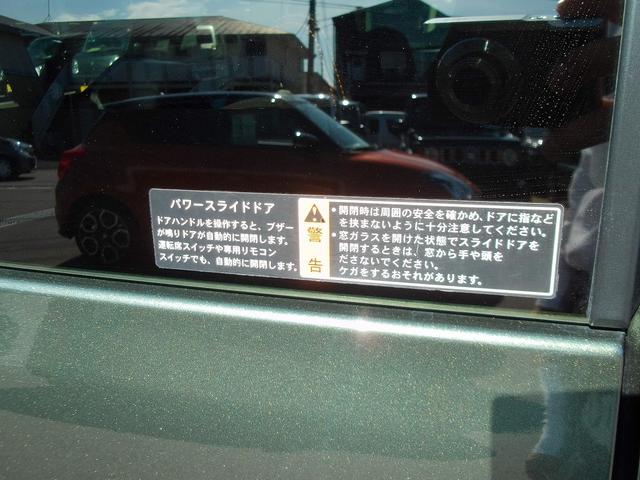 パワースライドドア
ドアハンドルを操作すると、ブザー
が鳴りドアが自動的に開閉します。
運転席スイッチや専用リモコン
スイッチでも、自動的に開閉します。
警告
・開閉時は周囲の安全を確かめ、ドアに指など
を挟まないように十分注意してください。
・窓ガラスを開けた状態でスライドドアを
開閉するときは、窓から手や頭を
ださないでください。
ケガをするおそれがあります。